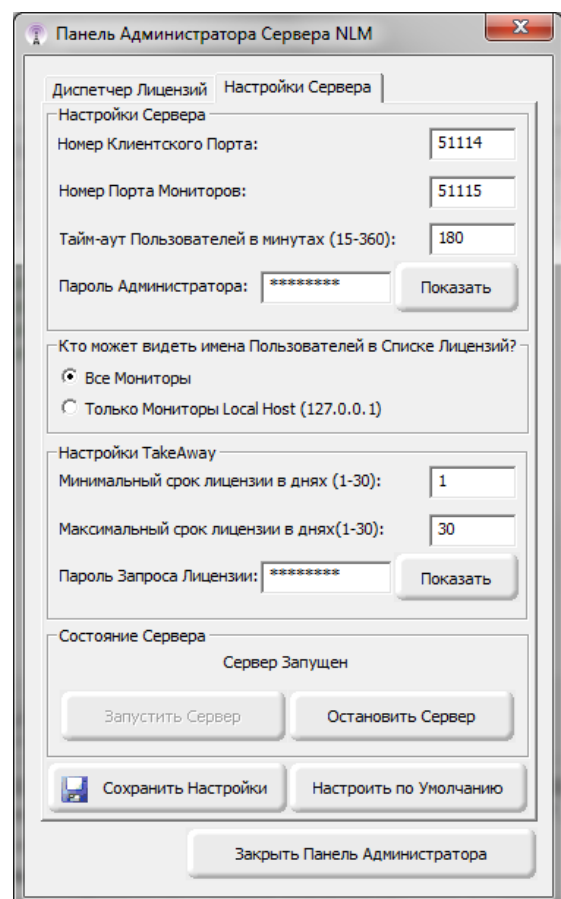 Панель Администратора Сервера NLM
Диспетчер Лицензий Настройки Сервера
Настройки Сервера
Номер Клиентского Порта: 51114
Номер Порта Мониторов: 51115
Тайм-аут Пользователей в минутах (15-360): 180
Пароль Администратора: ******** Показать
Кто может видеть имена Пользователей в Списке Лицензий?
Все Мониторы
Только Мониторы Local Host (127.0.0.1)
Настройки TakeAway
Минимальный срок лицензии в днях (1-30): 1
Максимальный срок лицензии в днях(1-30): 30
Пароль Запроса Лицензии: ******** Показать
Состояние Сервера
Сервер Запущен
Запустить Сервер Остановить Сервер
Сохранить Настройки Настроить по Умолчанию
Закрыть Панель Администратора